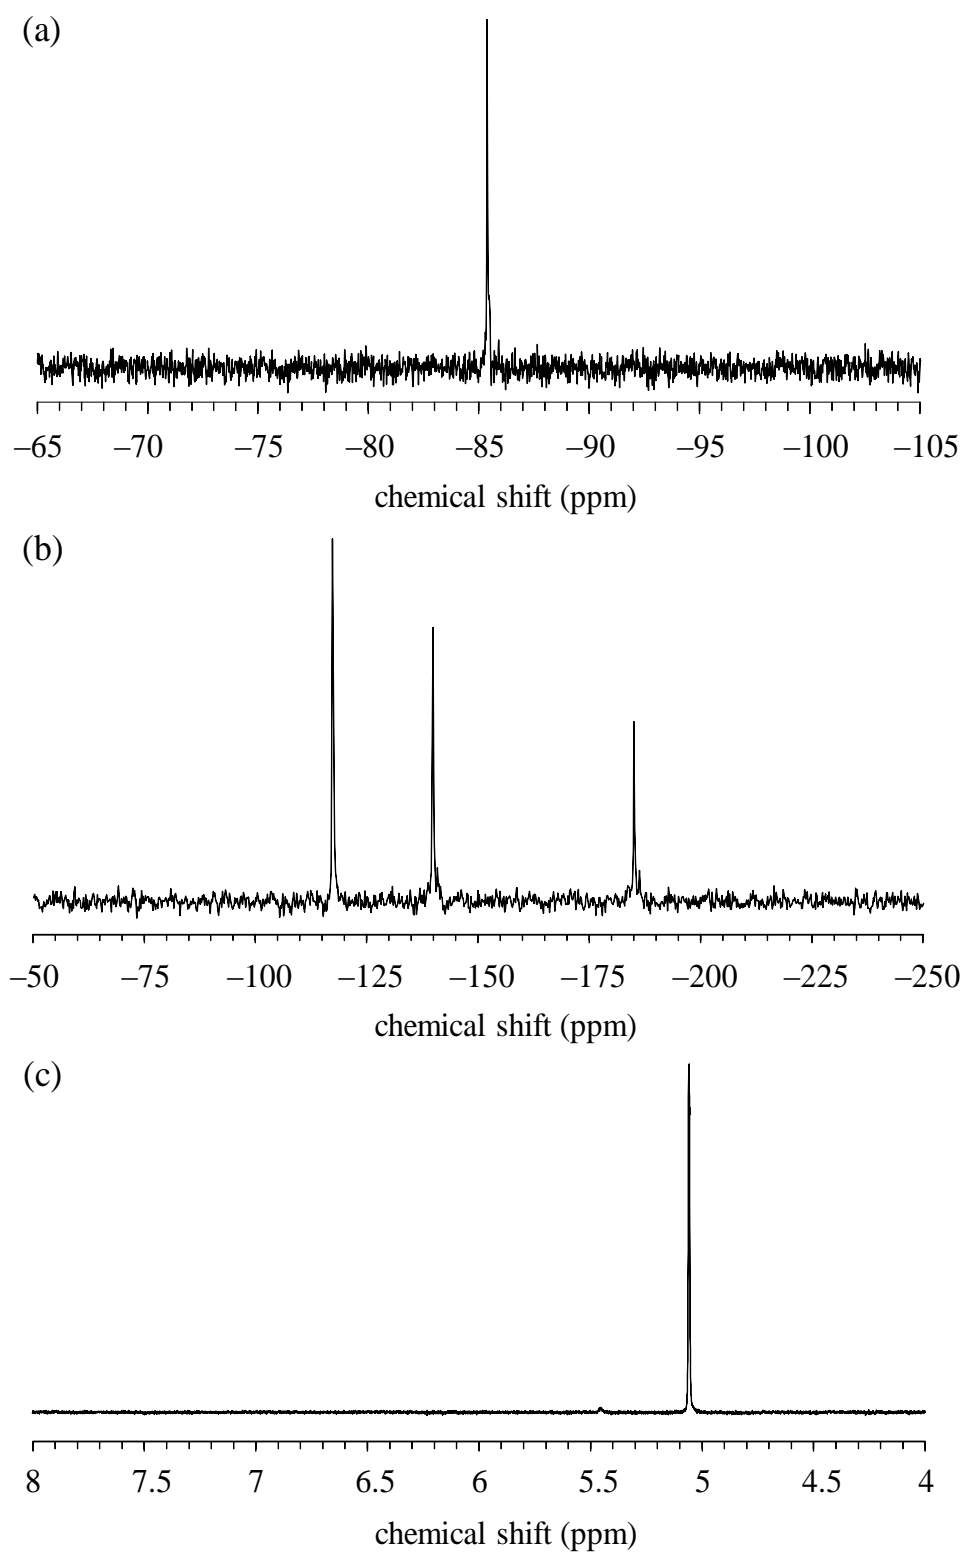 (a)
–65 –70 –75 –80 –85 –90 –95 –100 –105
chemical shift (ppm)
(b)
–50 –75 –100 –125 –150 –175 –200 –225 –250
chemical shift (ppm)
(c)
8 7.5 7 6.5 6 5.5 5 4.5 4
chemical shift (ppm)